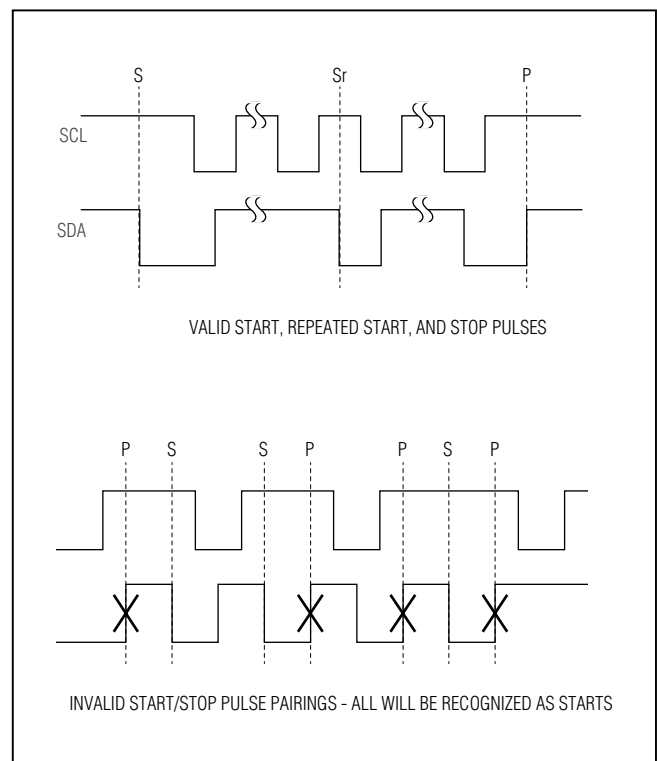 S Sr P
SCL
SDA
VALID START, REPEATED START, AND STOP PULSES
P S S P P S P
INVALID START/STOP PULSE PAIRINGS - ALL WILL BE RECOGNIZED AS STARTS